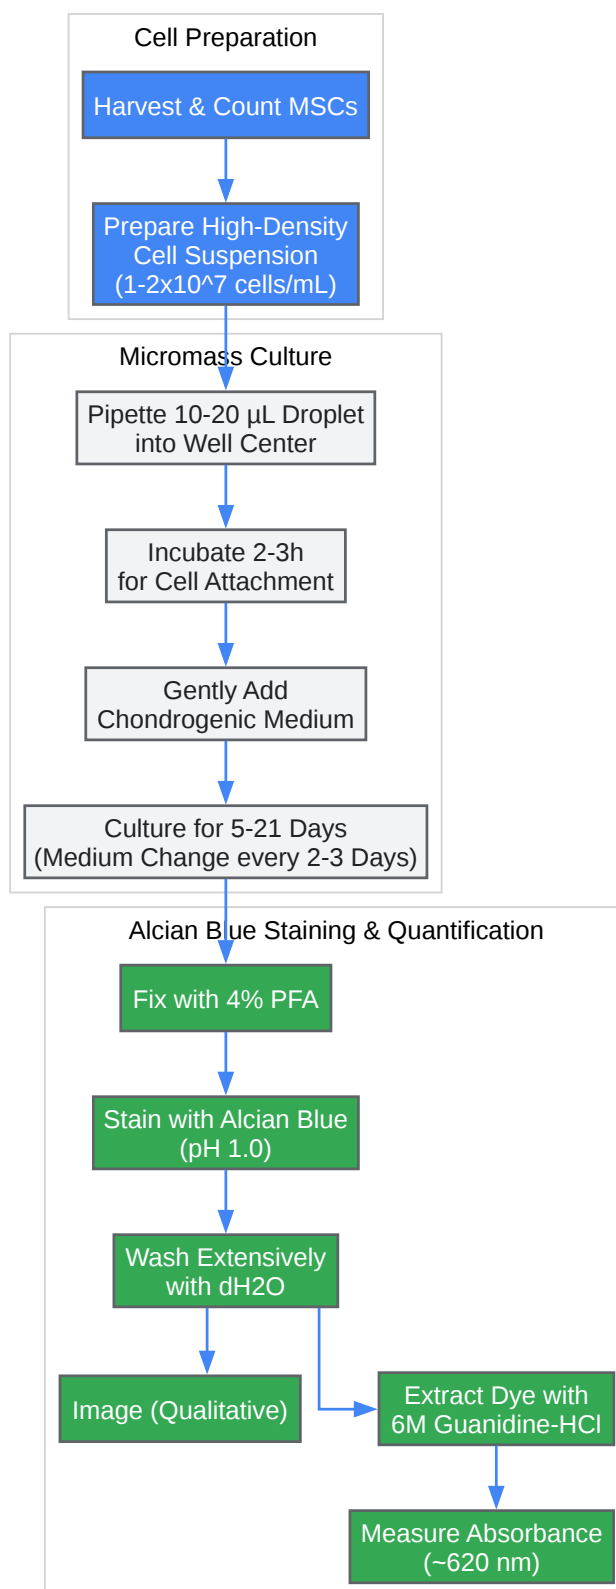 Cell Preparation
Harvest & Count MSCs
Prepare High-Density
Cell Suspension
(1-2x10^7 cells/mL)
Micromass Culture
Pipette 10-20 µL Droplet
into Well Center
Incubate 2-3h
for Cell Attachment
Gently Add
Chondrogenic Medium
Culture for 5-21 Days
(Medium Change every 2-3 Days)
Alcian Blue Staining & Quantification
Fix with 4% PFA
Stain with Alcian Blue
(pH 1.0)
Wash Extensively
with dH2O
Image (Qualitative)
Extract Dye with
6M Guanidine-HCl
Measure Absorbance
(~620 nm)